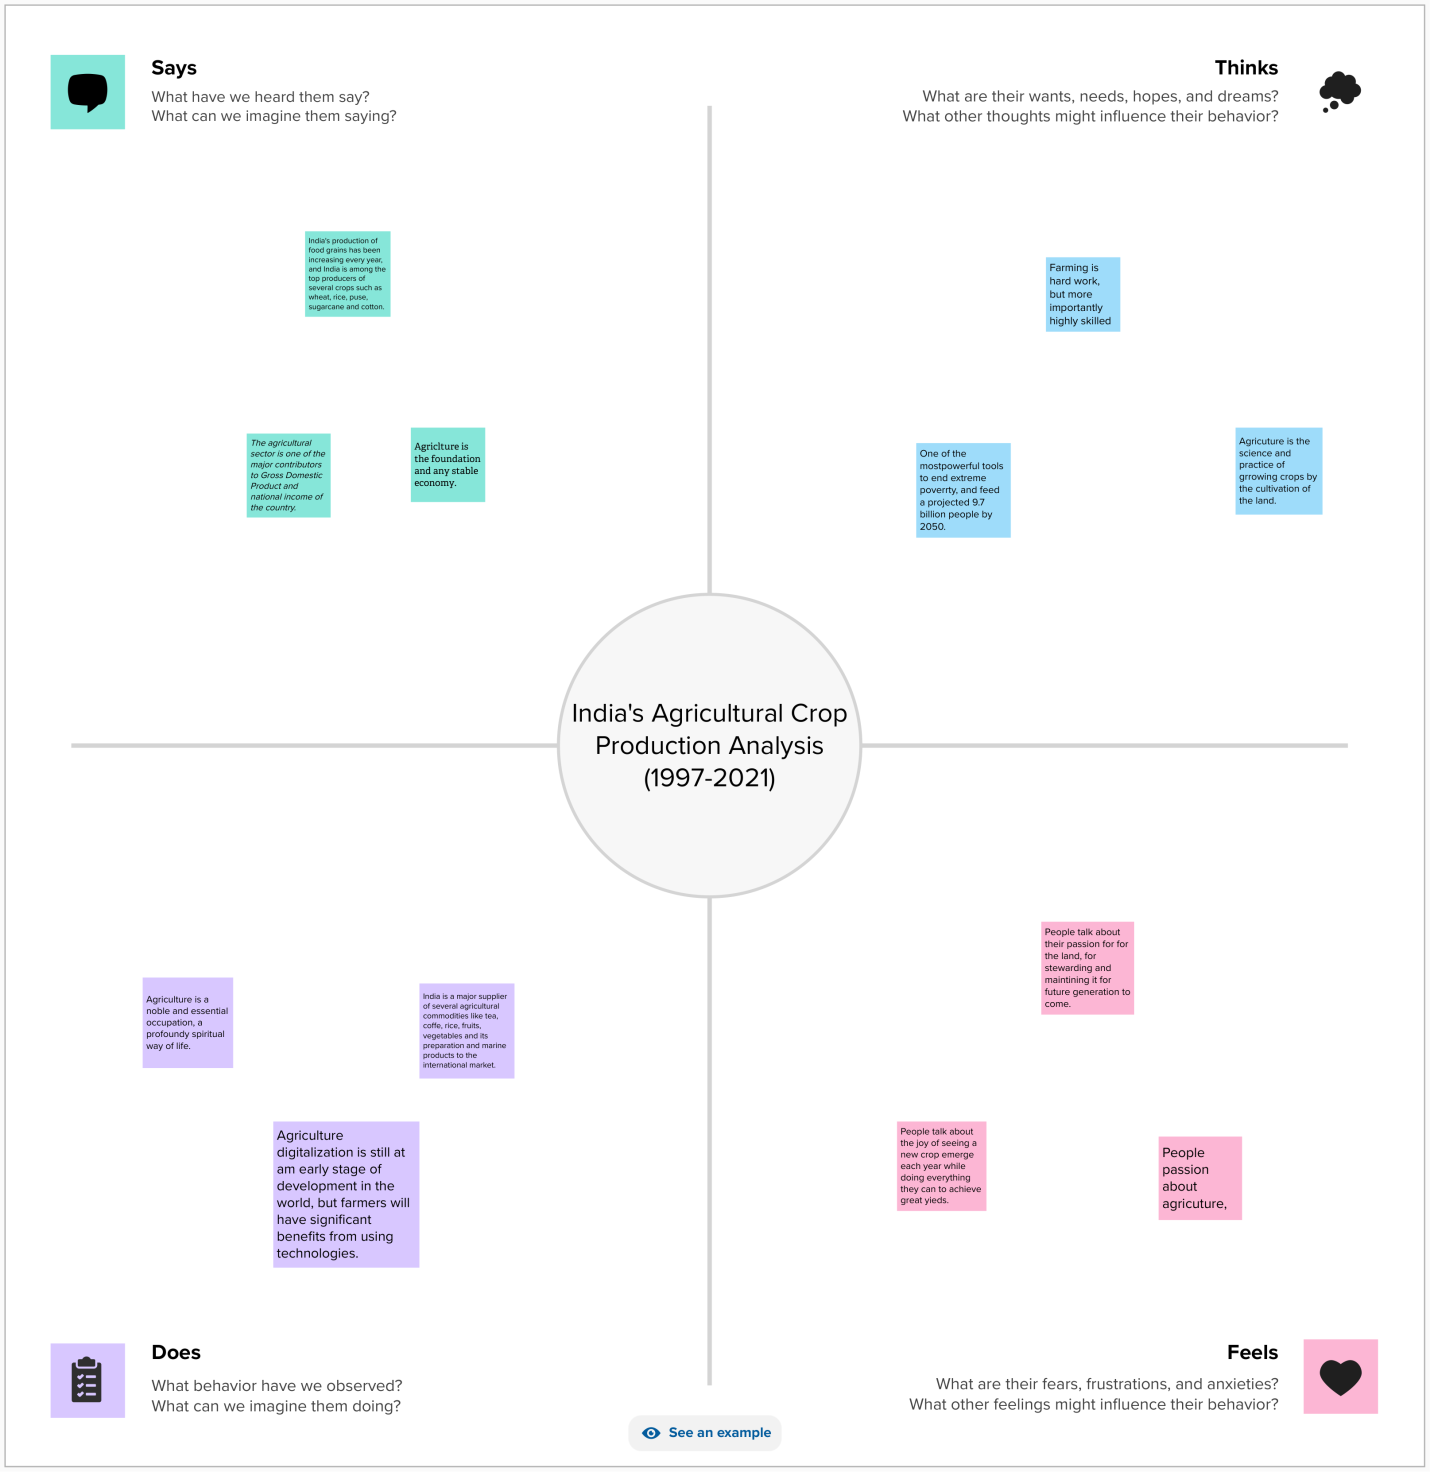 Says
What have we heard them say?
What can we imagine them saying?
Thinks
What are their wants, needs, hopes, and dreams?
What other thoughts might influence their behavior?
India's production of
food grains has been
increasing every year,
and India is among the
top producers of
several crops such as
wheat, rice, puse,
sugarcane and cotton.
The agricultural
sector is one of the
major contributors
to Gross Domestic
Product and
national income of
the country.
Agriclture is
the foundation
and any stable
economy.
Farming is
hard work,
but more
importantly
highly skilled
One of the
mostpowerful tools
to end extreme
poverty, and feed
a projected 9.7
billion people by
2050.
Agricuture is the
science and
practice of
grrowing crops by
the cultivation of
the land.
India's Agricultural Crop
Production Analysis
(1997-2021)
Agriculture is a
noble and essential
occupation, a
profoundy spiritual
way of life.
India is a major supplier
of several agricultural
commodities like tea,
coffe, rice, fruits,
vegetables and its
preparation and marine
products to the
international market.
Agriculture
digitalization is still at
am early stage of
development in the
world, but farmers will
have significant
benefits from using
technologies.
People talk about
their passion for for
the land, for
stewarding and
maintining it for
future generation to
come.
People talk about
the joy of seeing a
new crop emerge
each year while
doing everything
they can to achieve
great yieds.
People
passion
about
agricuture,
Does
What behavior have we observed?
What can we imagine them doing?
Feels
What are their fears, frustrations, and anxieties?
What other feelings might influence their behavior?
See an example